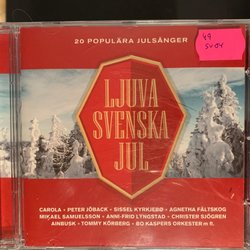 20 POPULÄRA JULSÅNGER
49
LJUVA
SVENSKA
JUL
CAROLA • PETER JÖBACK • SISSEL KYRKJEBØ • AGNETHA FÄLTSKOG
MIKAEL SAMUELSSON • ANNI-FRID LYNGSTAD • CHRISTER SJÖGREN
AINBUSK • TOMMY KÖRBERG • BO KASPERS ORKESTER m fl.